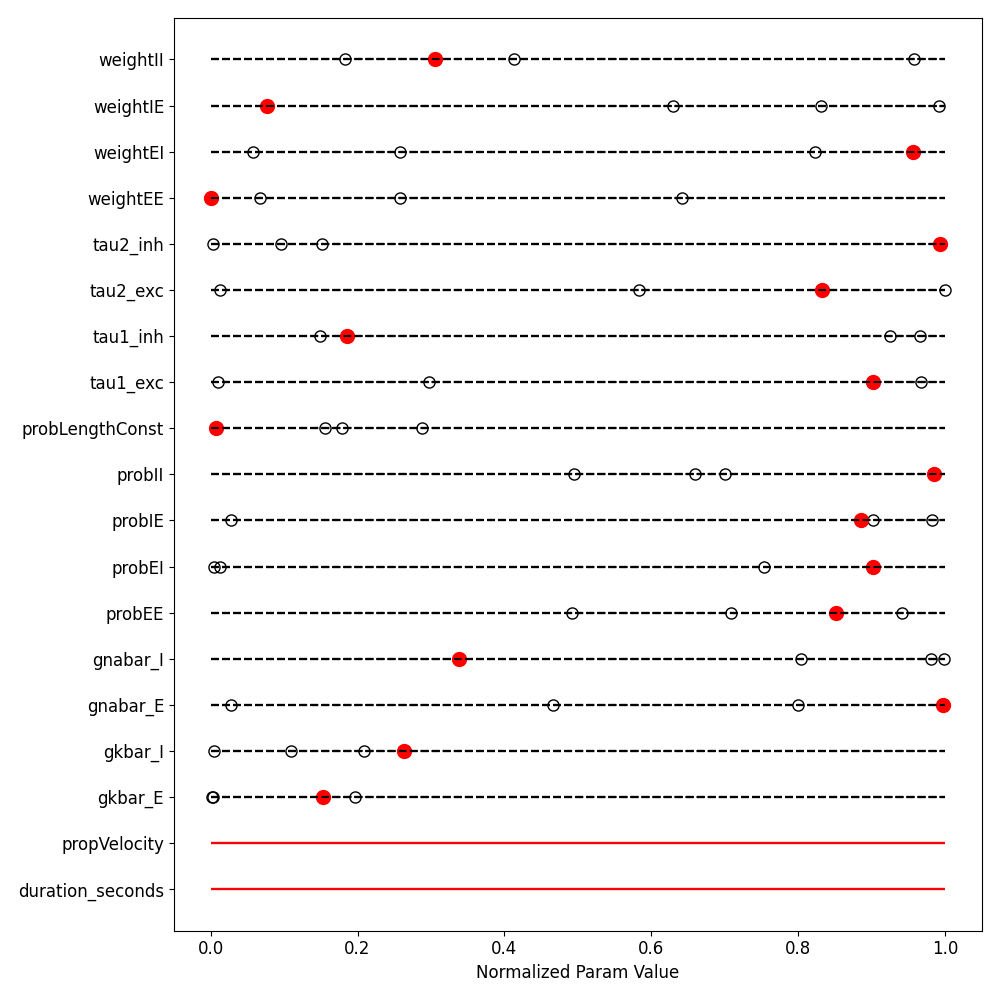 weightII
weightIE
weightEI
weightEE
tau2_inh
tau2_exc
tau1_inh
tau1_exc
probLengthConst
probII
probIE
probEI
probEE
gnabar_I
gnabar_E
gkbar_I
gkbar_E
propVelocity
duration_seconds
0.0 0.2 0.4 0.6 0.8 1.0
Normalized Param Value